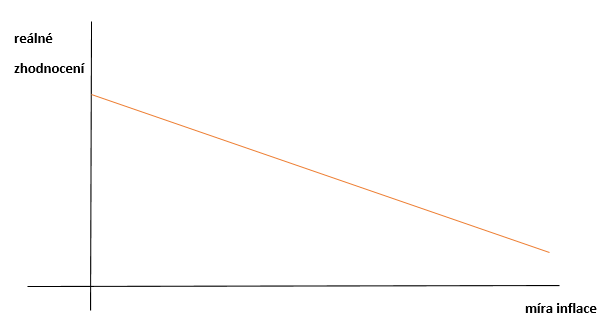 reálné
zhodnocení
míra inflace